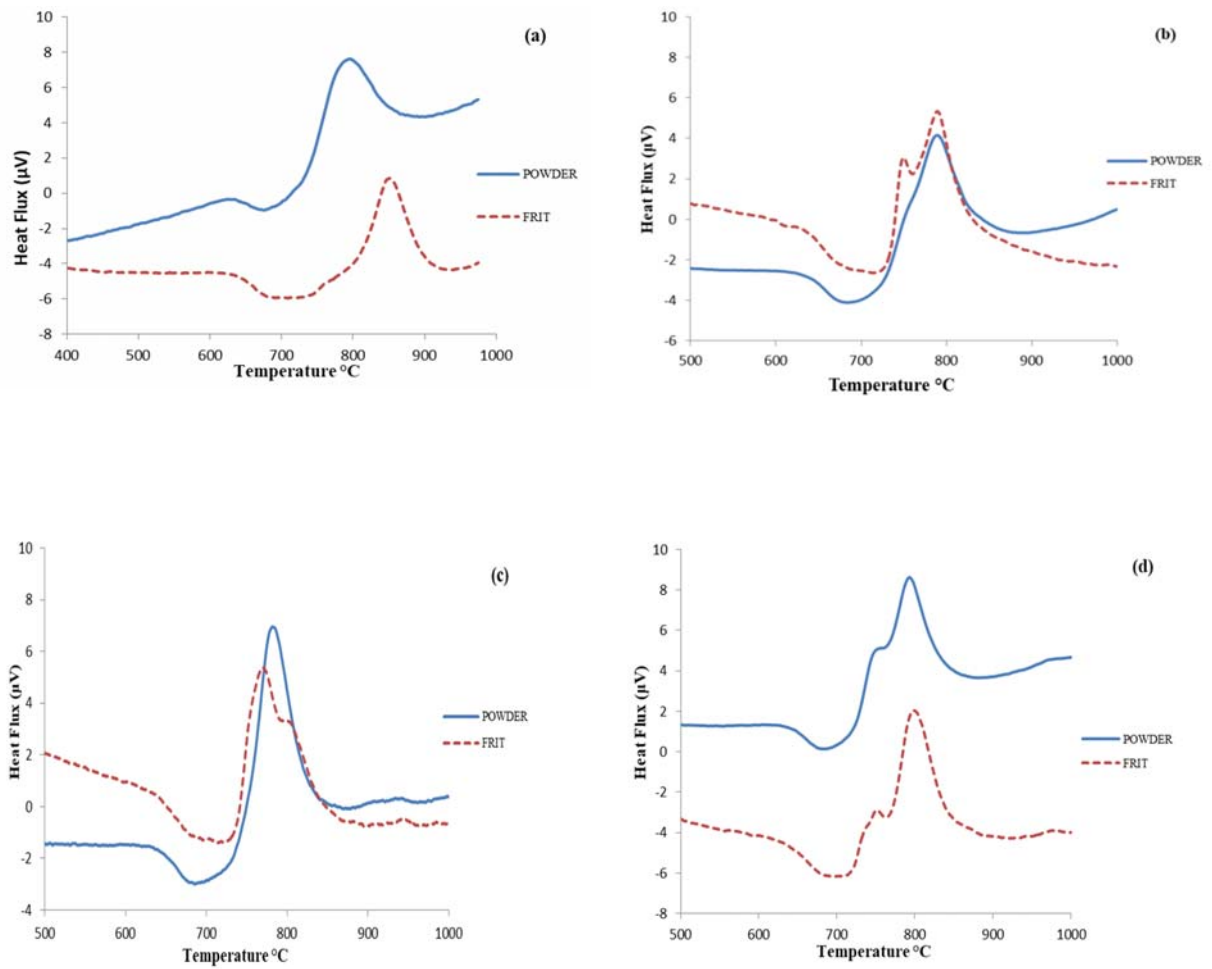 (a)
10
8
6
4
2
0
-2
-4
-6
-8
Heat Flux (µV)
400 500 600 700 800 900 1000
Temperature °C
POWDER
FRIT
(b)
10
8
6
4
2
0
-2
-4
-6
Heat Flux (µV)
500 600 700 800 900 1000
Temperature °C
POWDER
FRIT
(c)
10
8
6
4
2
0
-2
-4
Heat Flux (µV)
500 600 700 800 900 1000
Temperature °C
POWDER
FRIT
(d)
10
8
6
4
2
0
-2
-4
-6
-8
Heat Flux (µV)
500 600 700 800 900 1000
Temperature °C
POWDER
FRIT